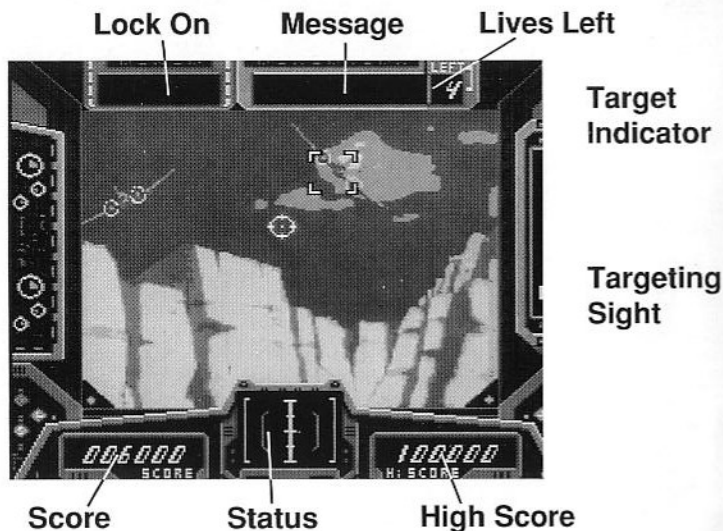 Lock On Message Lives Left
LEFT
4
Target
Indicator
Targeting
Sight
006000
SCORE
100000
Hi SCORE
Score Status High Score